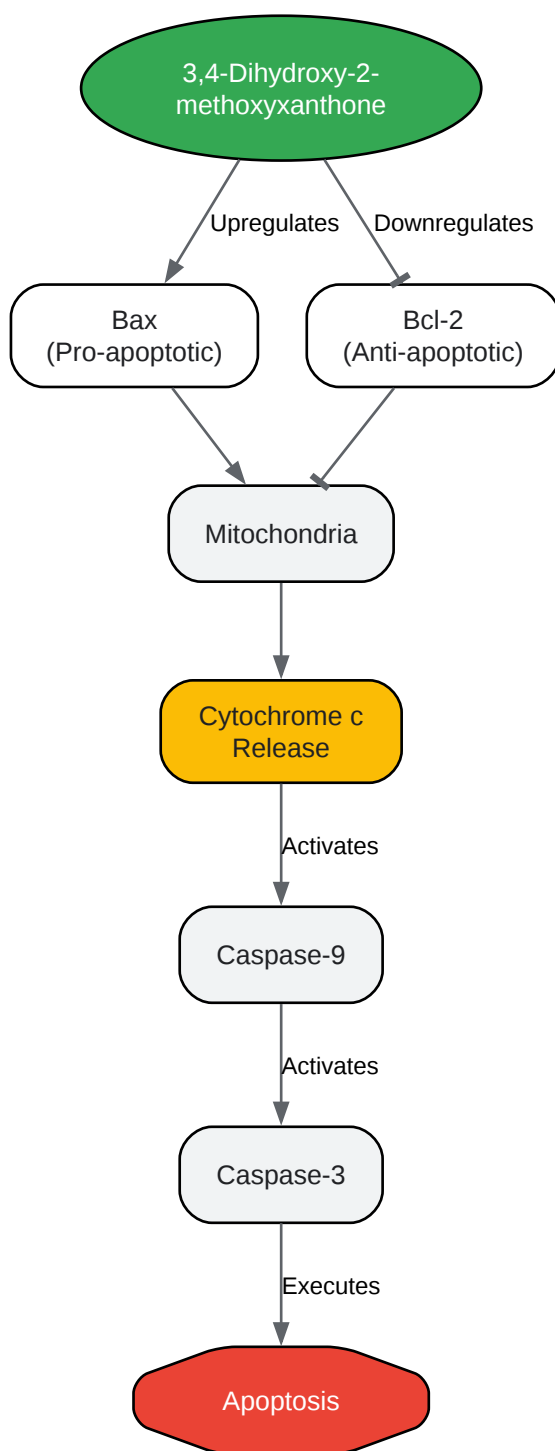 3,4-Dihydroxy-2-
methoxyxanthone
Upregulates
Downregulates
Bax
(Pro-apoptotic)
Bcl-2
(Anti-apoptotic)
Mitochondria
Cytochrome c
Release
Activates
Caspase-9
Activates
Caspase-3
Executes
Apoptosis